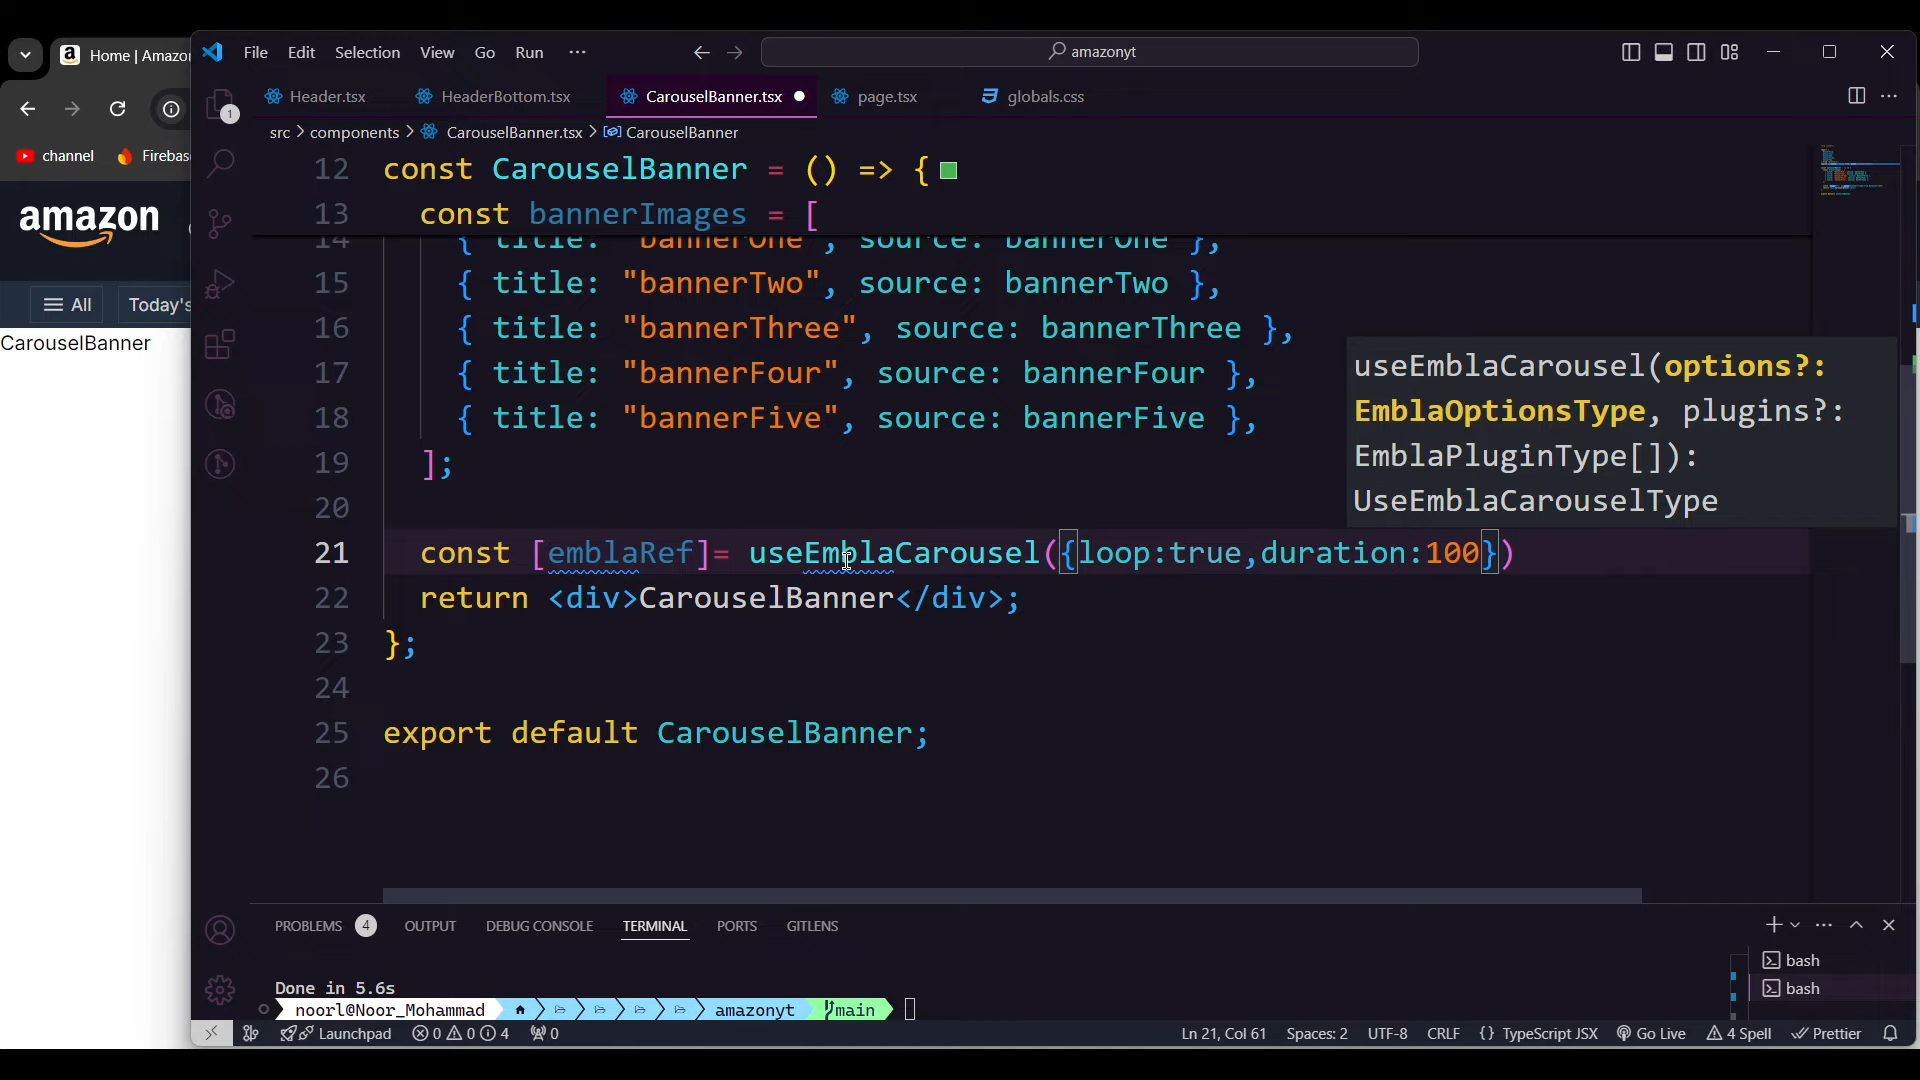 Home | Amazo
File Edit Selection View Go Run ···
amazonyt
Header.tsx HeaderBottom.tsx CarouselBanner.tsx page.tsx globals.css
channel Firebas
src > components > CarouselBanner.tsx > CarouselBanner
amazon
All Today's
CarouselBanner
12 const CarouselBanner = () => {
13 const bannerImages = [
14 { title: "bannerOne", source: bannerOne },
15 { title: "bannerTwo", source: bannerTwo },
16 { title: "bannerThree", source: bannerThree },
17 { title: "bannerFour", source: bannerFour },
18 { title: "bannerFive", source: bannerFive },
19 ];
20
21 const [emblaRef]= useEmblaCarousel({loop:true,duration:100})
22 return <div>CarouselBanner</div>;
23 };
24
25 export default CarouselBanner;
26
useEmblaCarousel(options?:
EmblaOptionsType, plugins?:
EmblaPluginType[]):
UseEmblaCarouselType
PROBLEMS 4 OUTPUT DEBUG CONSOLE TERMINAL PORTS GITLENS
Done in 5.6s
noorl@Noor_Mohammad amazonyt main
bash
bash
Launchpad 0 0 4 0 Ln 21, Col 61 Spaces: 2 UTF-8 CRLF {} TypeScript JSX Go Live 4 Spell Prettier
1